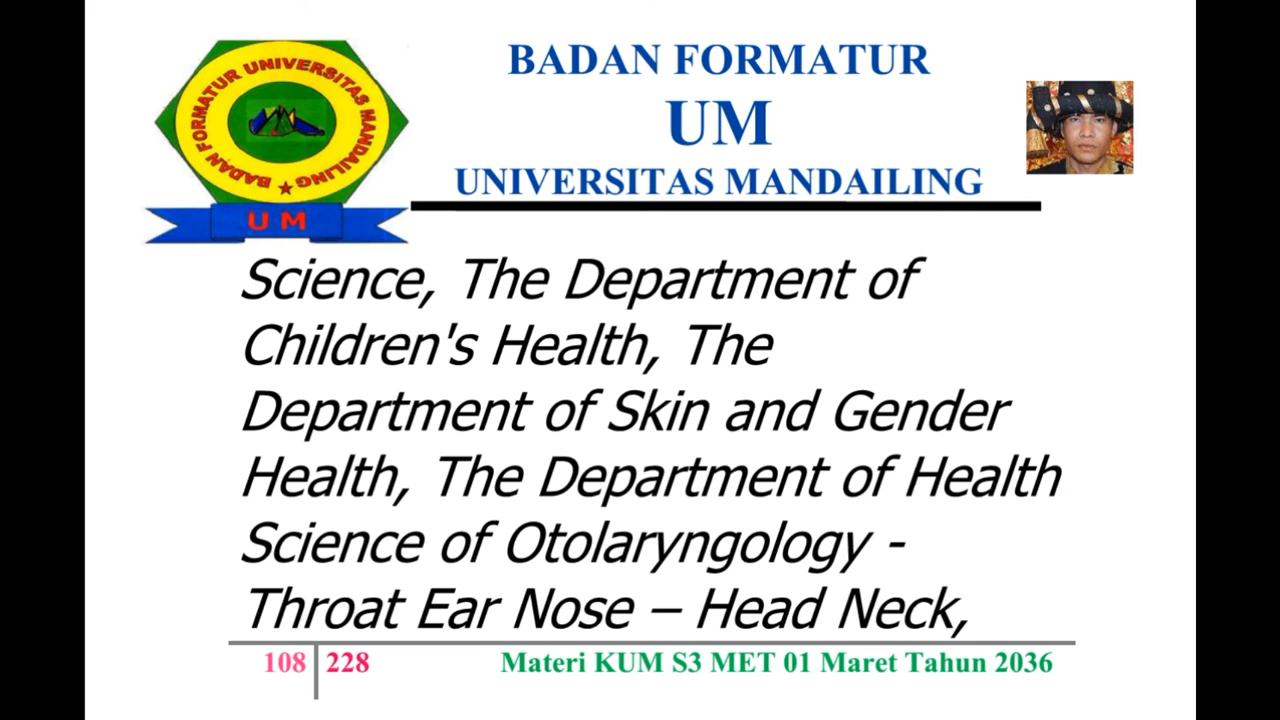 BADAN FORMATUR UNIVERSITAS MANDAILING
U M
BADAN FORMATUR
UM
UNIVERSITAS MANDAILING
Science, The Department of
Children's Health, The
Department of Skin and Gender
Health, The Department of Health
Science of Otolaryngology -
Throat Ear Nose – Head Neck,
108 228 Materi KUM S3 MET 01 Maret Tahun 2036